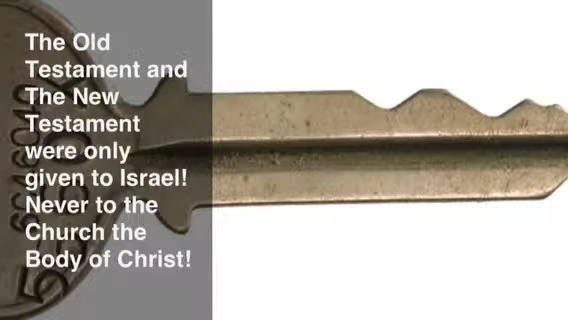 The Old
Testament and
The New
Testament
were only
given to Israel!
Never to the
Church the
Body of Christ!